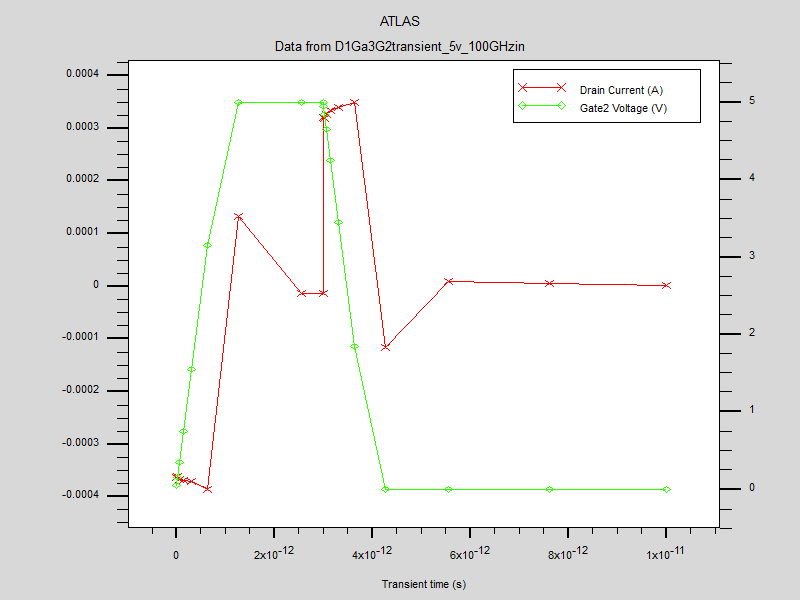 ATLAS
Data from D1Ga3G2transient_5v_100GHzin
Drain Current (A)
Gate2 Voltage (V)
0.0004
0.0003
0.0002
0.0001
0
-0.0001
-0.0002
-0.0003
-0.0004
5
4
3
2
1
0
0
2x10^-12
4x10^-12
6x10^-12
8x10^-12
1x10^-11
Transient time (s)